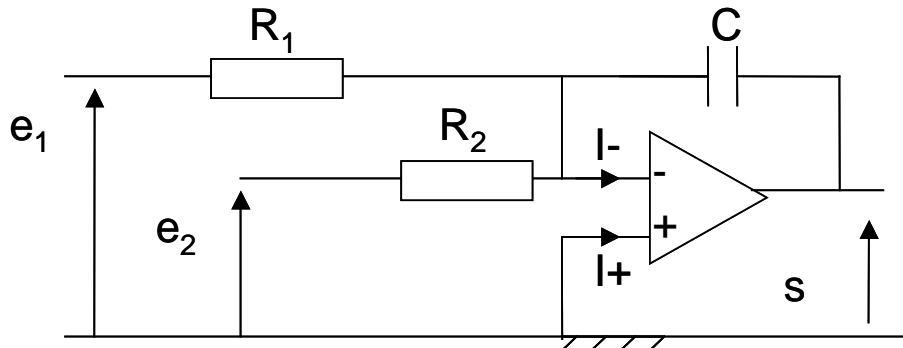 R₁
C
e₁
R₂
I-
-
e₂
+
I+
s